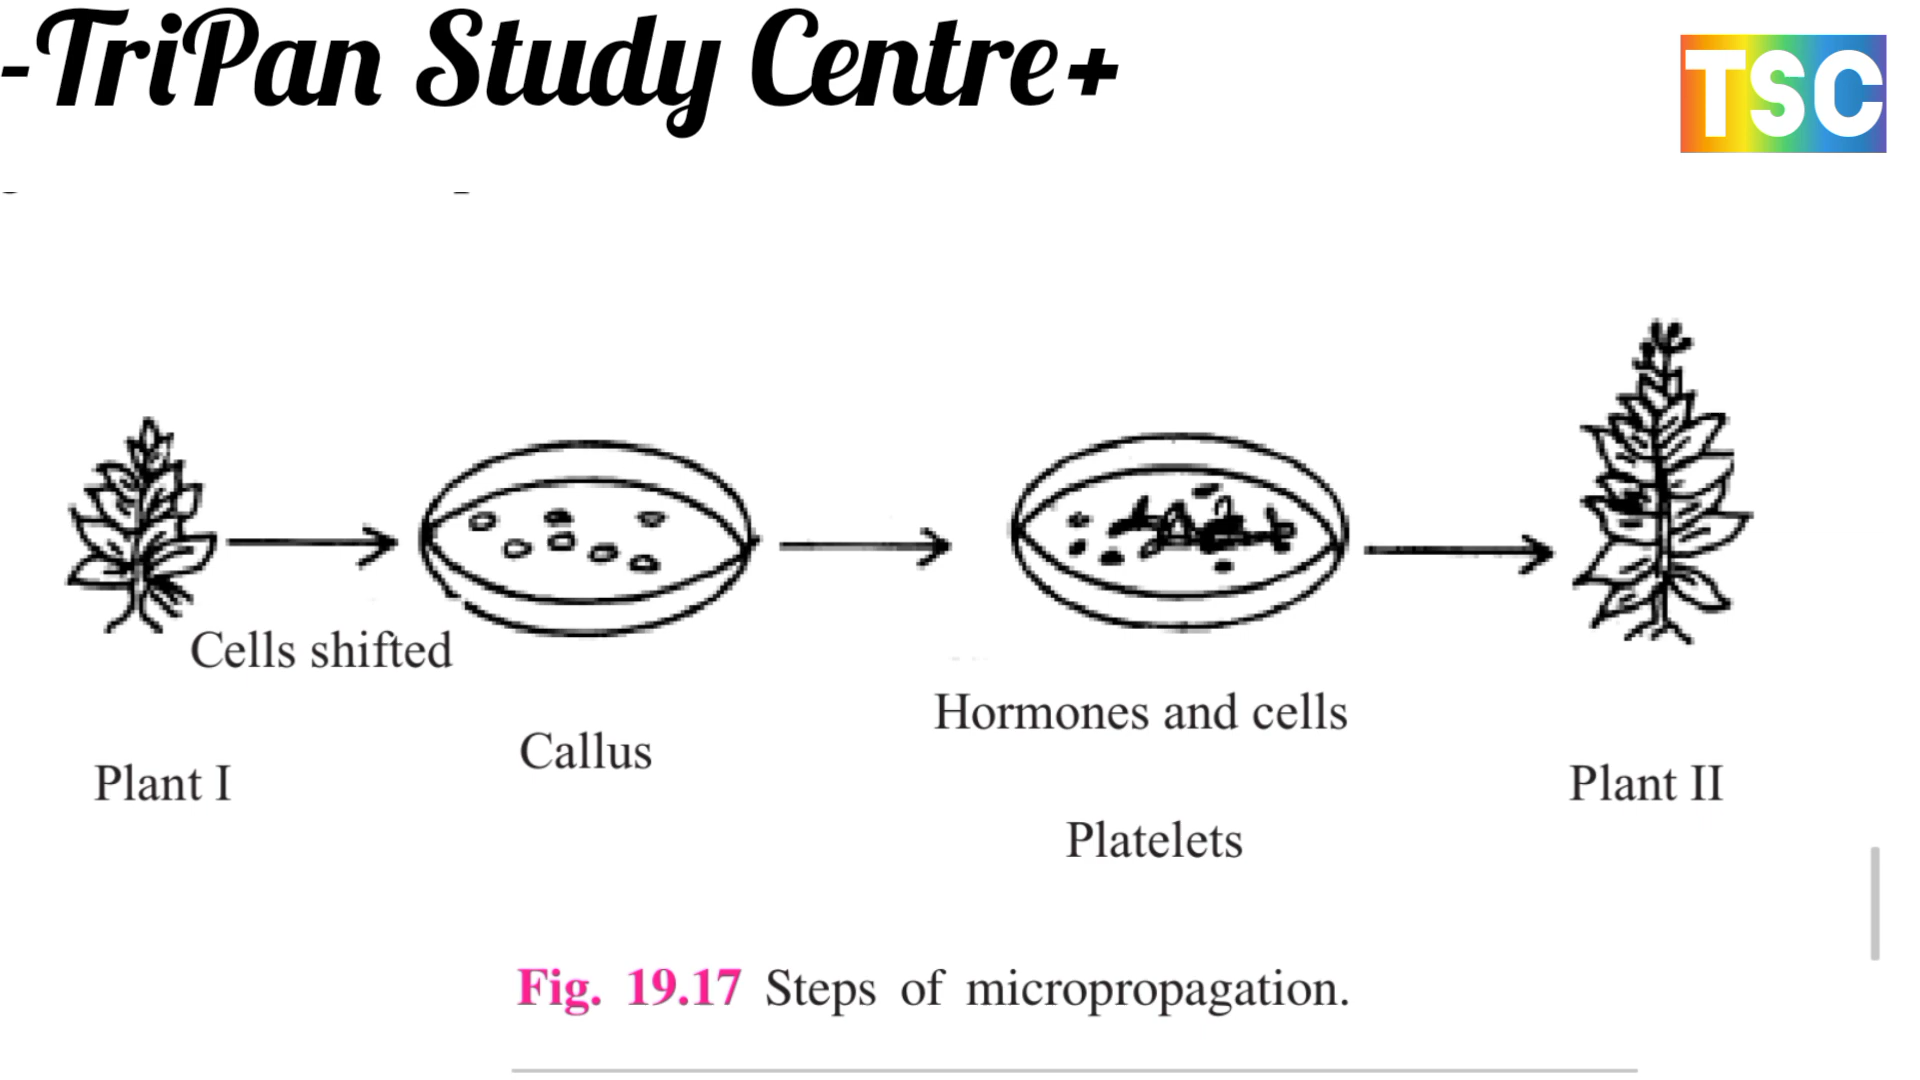 -TriPan Study Centre+
TSC
Cells shifted
Hormones and cells
Callus
Plant I
Plant II
Platelets
Fig. 19.17 Steps of micropropagation.